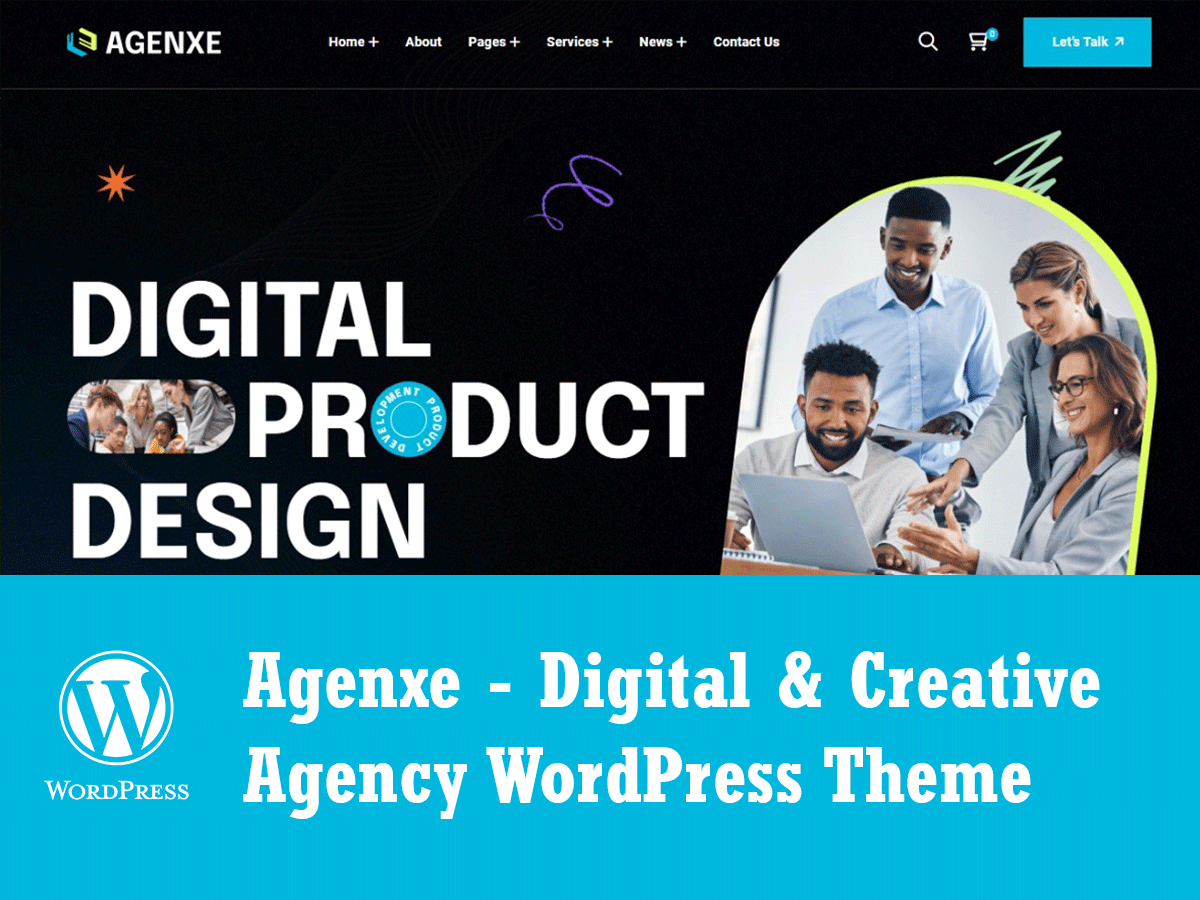 AGENXE
Home + About Pages + Services + News + Contact Us
0
Let's Talk
DIGITAL
PRODUCT
DEVELOPMENT PRODUCT
DESIGN
Agenxe - Digital & Creative
Agency WordPress Theme
WORDPRESS